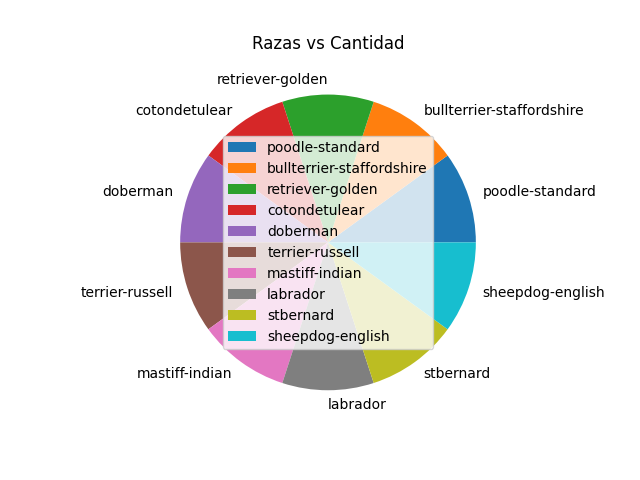 Razas vs Cantidad
retriever-golden
cotondetulear
bullterrier-staffordshire
doberman
poodle-standard
terrier-russell
sheepdog-english
mastiff-indian
stbernard
labrador
poodle-standard
bullterrier-staffordshire
retriever-golden
cotondetulear
doberman
terrier-russell
mastiff-indian
labrador
stbernard
sheepdog-english